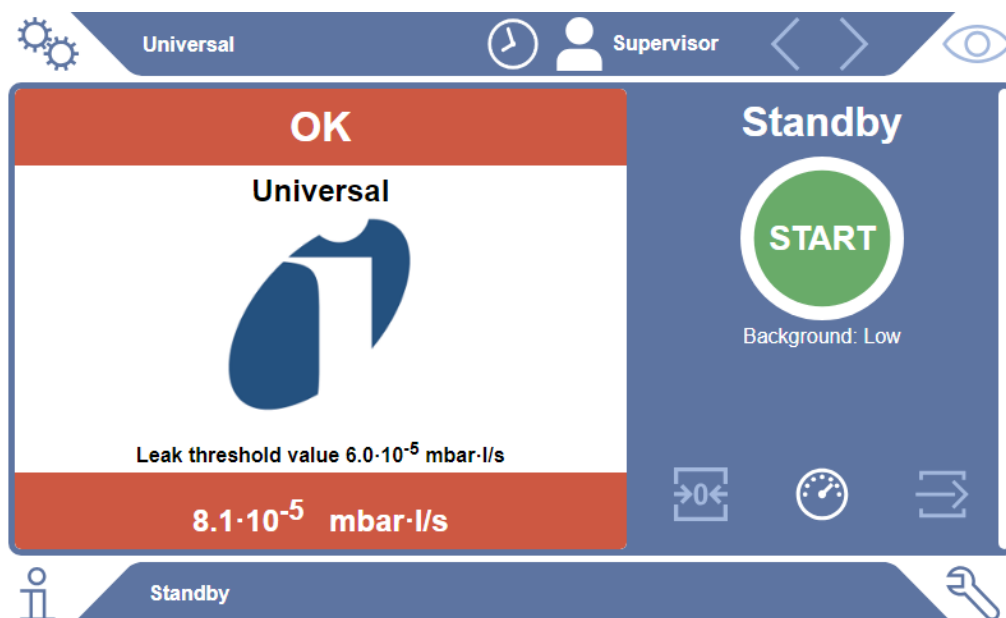 Universal
Supervisor
OK
Universal
Leak threshold value 6.0·10⁻⁵ mbar·l/s
8.1·10⁻⁵ mbar·l/s
Standby
START
Background: Low
→0←
Standby